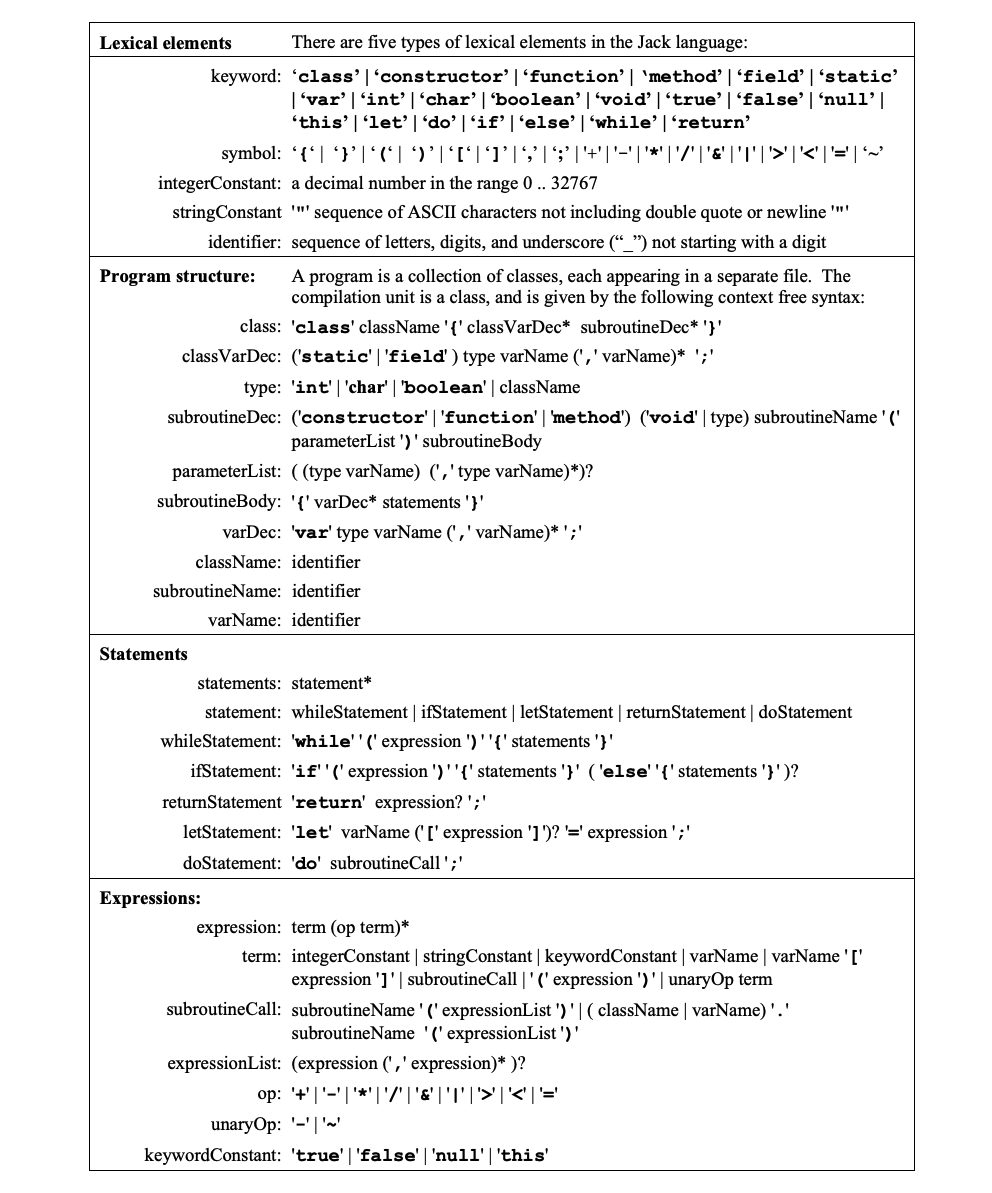 Lexical elements There are five types of lexical elements in the Jack language:
keyword: ‘class’|‘constructor’|‘function’| ‘method’|‘field’|‘static’
|‘var’|‘int’|‘char’|‘boolean’|‘void’|‘true’|‘false’|‘null’|
‘this’|‘let’|‘do’|‘if’|‘else’|‘while’|‘return’
symbol: ‘{‘| ‘}’|‘(‘| ‘)’|‘[‘|‘]’|‘,’|‘;’|'+'|'-'|'*'|'/'|'&'|'|'|'>'|'<'|'='|‘~’
integerConstant: a decimal number in the range 0 .. 32767
stringConstant '"' sequence of ASCII characters not including double quote or newline '"'
identifier: sequence of letters, digits, and underscore (“_”) not starting with a digit
Program structure: A program is a collection of classes, each appearing in a separate file. The
compilation unit is a class, and is given by the following context free syntax:
class: 'class' className '{' classVarDec* subroutineDec* '}'
classVarDec: ('static' | 'field' ) type varName (',' varName)* ';'
type: 'int' | 'char' | 'boolean' | className
subroutineDec: ('constructor' | 'function' | 'method') ('void' | type) subroutineName '('
parameterList ')' subroutineBody
parameterList: ( (type varName) (',' type varName)*)?
subroutineBody: '{' varDec* statements '}'
varDec: 'var' type varName (',' varName)* ';'
className: identifier
subroutineName: identifier
varName: identifier
Statements
statements: statement*
statement: whileStatement | ifStatement | letStatement | returnStatement | doStatement
whileStatement: 'while' '(' expression ')' '{' statements '}'
ifStatement: 'if' '(' expression ')' '{' statements '}' ( 'else' '{' statements '}' )?
returnStatement 'return' expression? ';'
letStatement: 'let' varName ('[' expression ']')? '=' expression ';'
doStatement: 'do' subroutineCall ';'
Expressions:
expression: term (op term)*
term: integerConstant | stringConstant | keywordConstant | varName | varName '['
expression ']' | subroutineCall | '(' expression ')' | unaryOp term
subroutineCall: subroutineName '(' expressionList ')' | ( className | varName) '.'
subroutineName '(' expressionList ')'
expressionList: (expression (',' expression)* )?
op: '+' | '-' | '*' | '/' | '&' | '|' | '>' | '<' | '='
unaryOp: '-' | '~'
keywordConstant: 'true' | 'false' | 'null' | 'this'